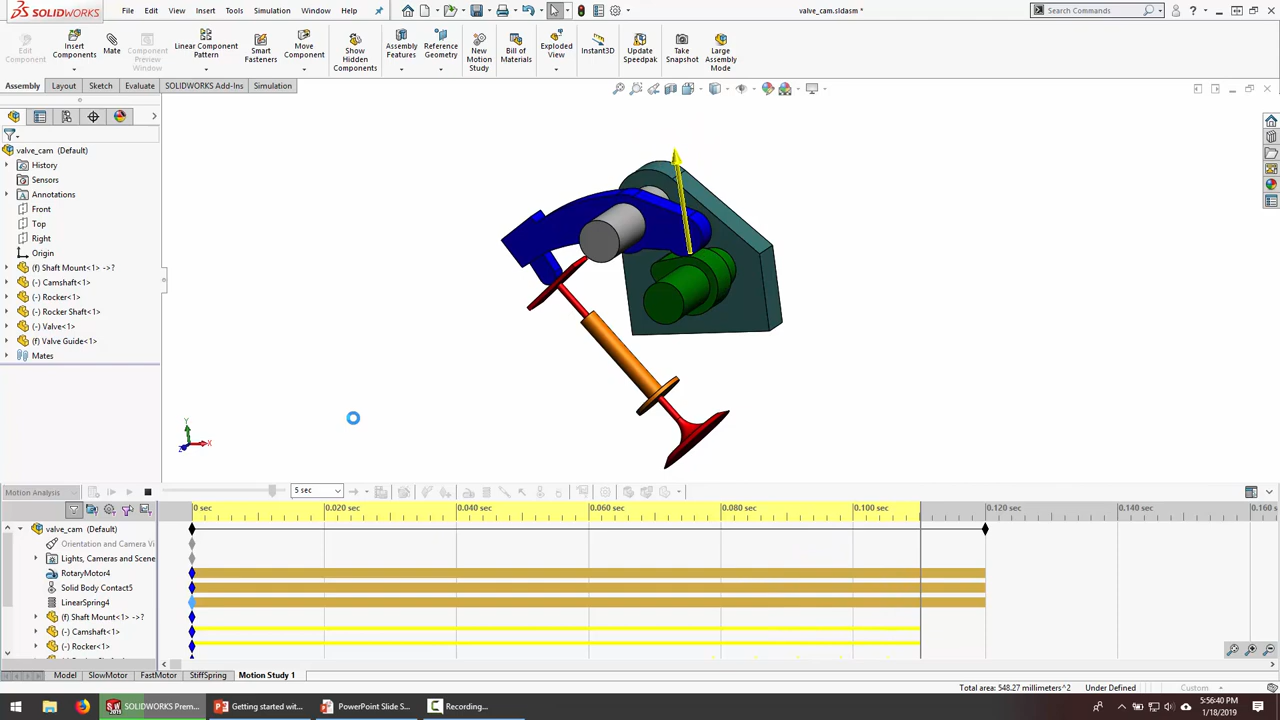 SOLIDWORKS File Edit View Insert Tools Simulation Window Help valve_cam.sldasm * Search Commands
Edit Component
Insert Components
Mate
Component Preview Window
Linear Component Pattern
Smart Fasteners
Move Component
Show Hidden Components
Assembly Features
Reference Geometry
New Motion Study
Bill of Materials
Exploded View
Instant3D
Update Speedpak
Take Snapshot
Large Assembly Mode
Assembly Layout Sketch Evaluate SOLIDWORKS Add-Ins Simulation
valve_cam (Default)
History
Sensors
Annotations
Front
Top
Right
Origin
(f) Shaft Mount<1> ->?
(-) Camshaft<1>
(-) Rocker<1>
(-) Rocker Shaft<1>
(-) Valve<1>
(f) Valve Guide<1>
Mates
Y
X
Z
Motion Analysis 5 sec
0 sec 0.020 sec 0.040 sec 0.060 sec 0.080 sec 0.100 sec 0.120 sec 0.140 sec 0.160 s
valve_cam (Default)
Orientation and Camera Vi
Lights, Cameras and Scene
RotaryMotor4
Solid Body Contact5
LinearSpring4
(f) Shaft Mount<1> ->?
(-) Camshaft<1>
(-) Rocker<1>
Model SlowMotor FastMotor StiffSpring Motion Study 1
Total area: 548.27 millimeters^2 Under Defined Custom
SOLIDWORKS Prem... Getting started wit... PowerPoint Slide S... Recording...
5:56:40 PM
1/18/2019